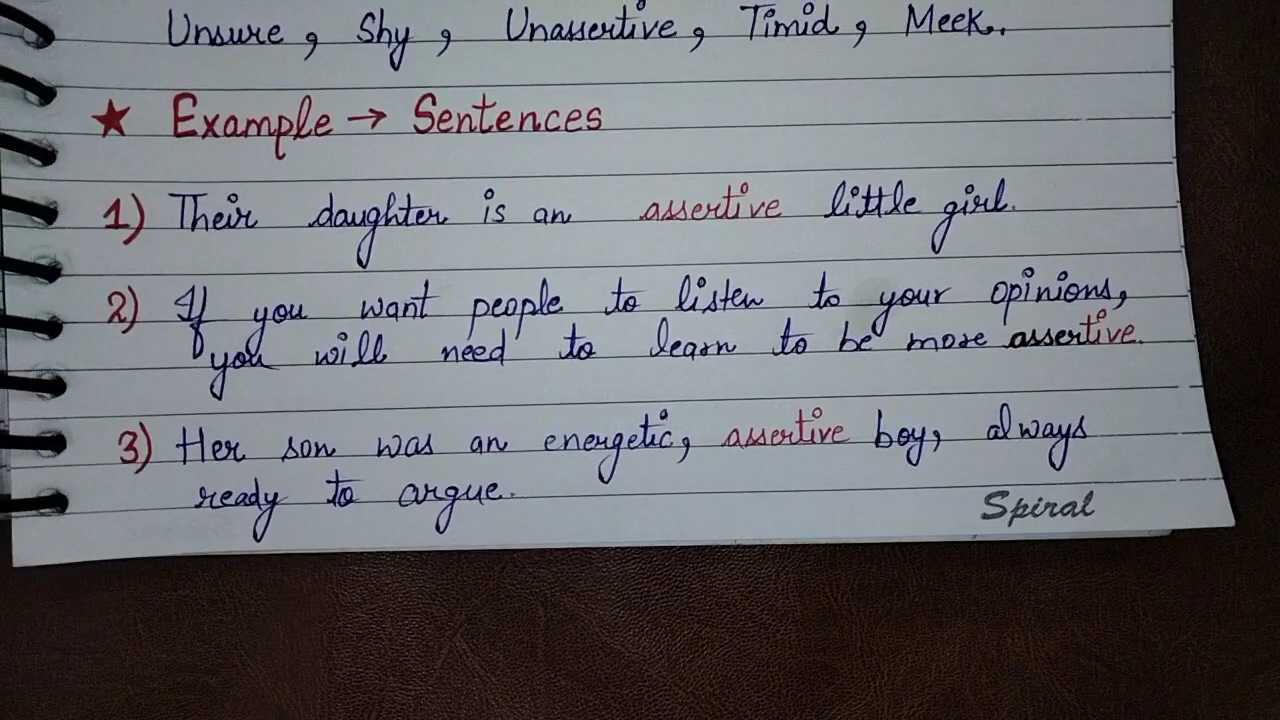 Unsure, Shy, Unassertive, Timid, Meek.
★ Example → Sentences
1) Their daughter is an assertive little girl.
2) If you want people to listen to your opinions,
you will need to learn to be more assertive.
3) Her son was an energetic, assertive boy, always
ready to argue.
Spiral